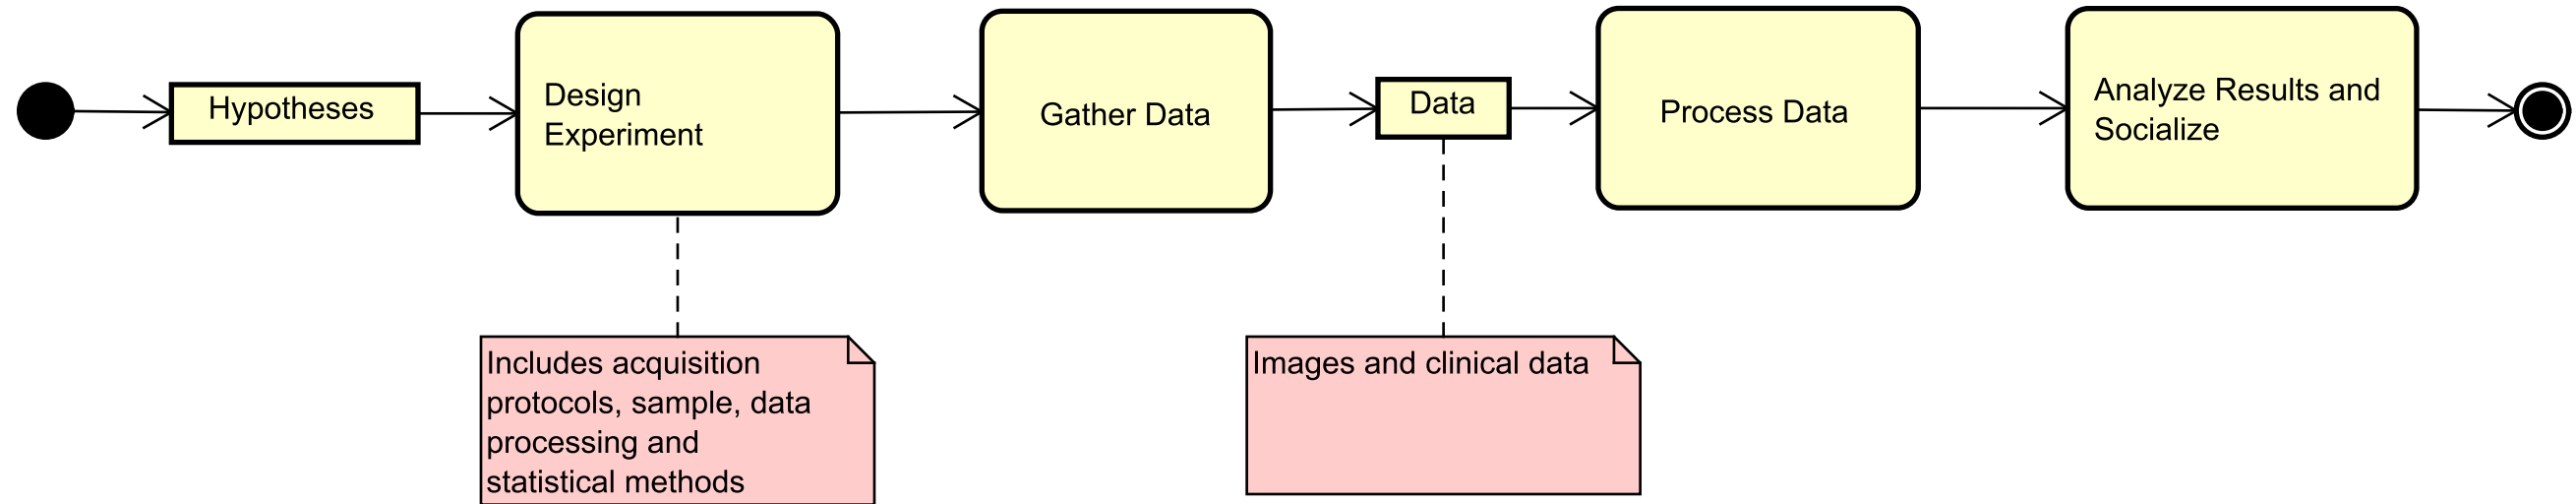 Hypotheses
Design
Experiment
Gather Data
Data
Process Data
Analyze Results and
Socialize
Includes acquisition
protocols, sample, data
processing and
statistical methods
Images and clinical data